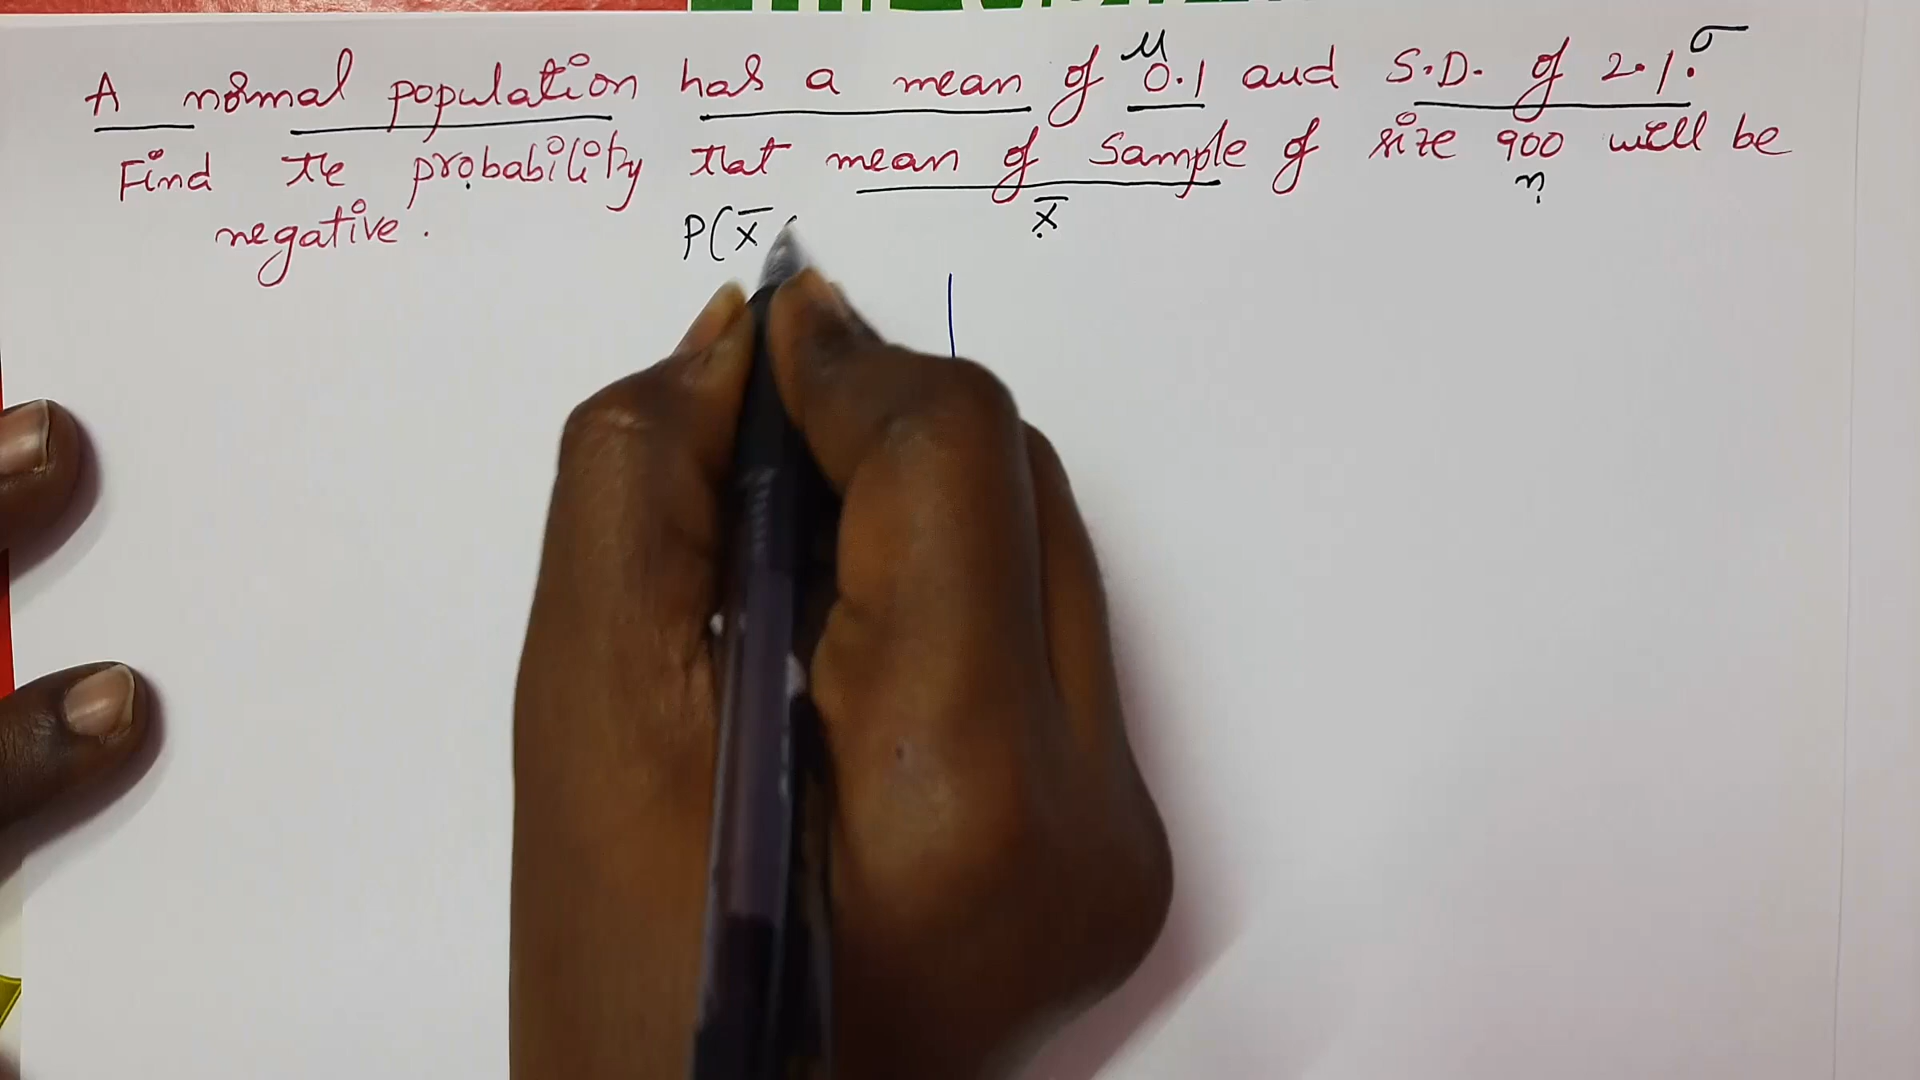 μ σ
A normal population has a mean of 0.1 and S.D. of 2.1.
Find the probability that mean of sample of size 900 will be
n
negative. P(x̄ x̄